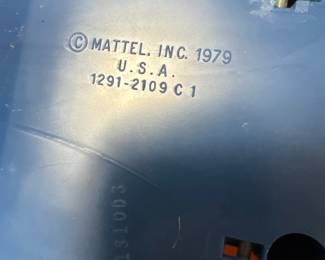 © MATTEL, INC. 1979
U.S.A.
1291-2109 C 1